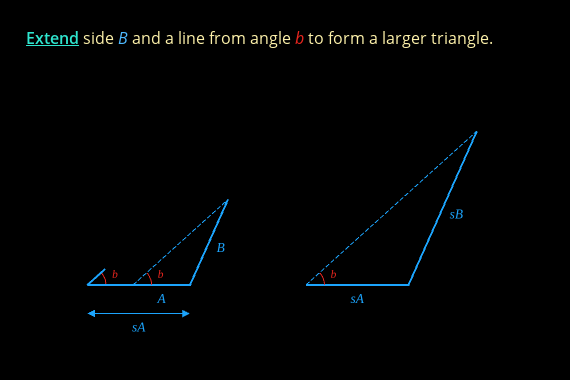 Extend side B and a line from angle b to form a larger triangle.
sB
B
b
b
b
A
sA
sA